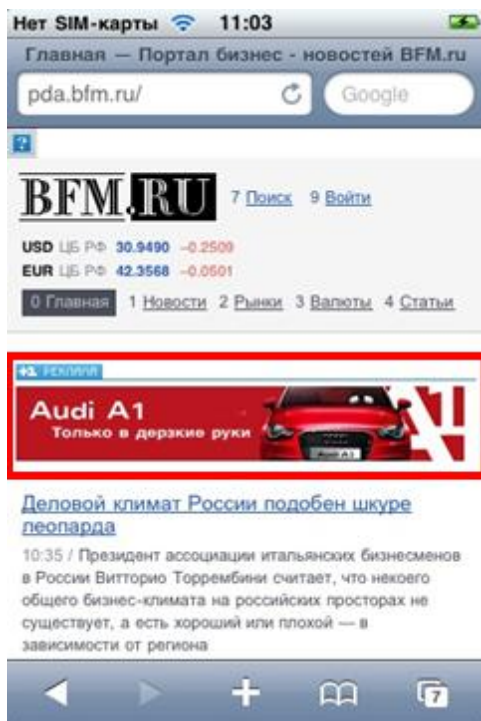 Нет SIM-карты 11:03
Главная — Портал бизнес - новостей BFM.ru
pda.bfm.ru/ Google
?
BFM.RU 7 Поиск 9 Войти
USD ЦБ РФ 30.9490 -0.2509
EUR ЦБ РФ 42.3568 -0.0501
0 Главная 1 Новости 2 Рынки 3 Валюты 4 Статьи
+1 РЕКЛАМА
Audi A1 A1
Только в дерзкие руки
Audi A1
Деловой климат России подобен шкуре
леопарда
10:35 / Президент ассоциации итальянских бизнесменов
в России Витторио Торрембини считает, что некоего
общего бизнес-климата на российских просторах не
существует, а есть хороший или плохой — в
зависимости от региона
7